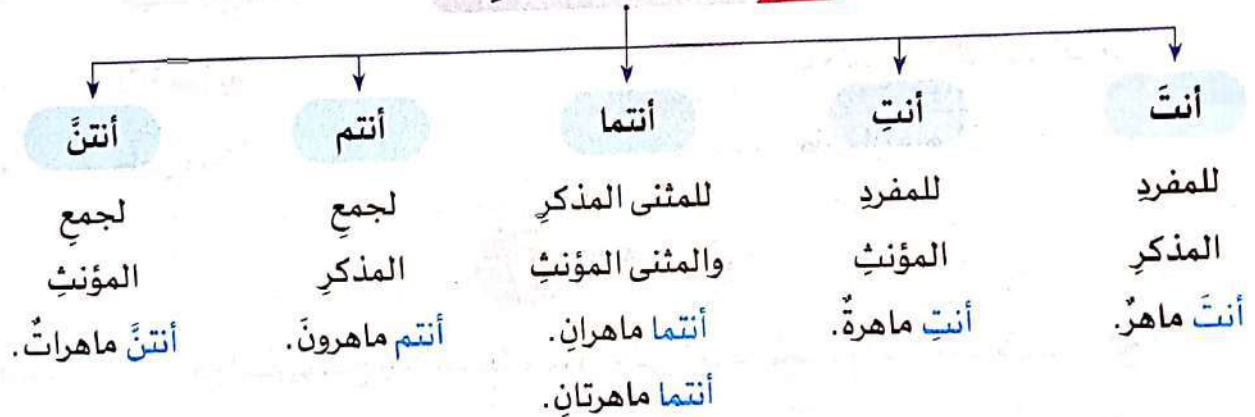 أنتَ
أنتِ
أنتما
أنتم
أنتنَّ
للمفردِ
المذكرِ
أنتَ ماهرٌ.
للمفردِ
المؤنثِ
أنتِ ماهرةٌ.
للمثنى المذكرِ
والمثنى المؤنثِ
أنتما ماهرانِ.
أنتما ماهرتانِ.
لجمعِ
المذكرِ
أنتم ماهرونَ.
لجمعِ
المؤنثِ
أنتنَّ ماهراتٌ.